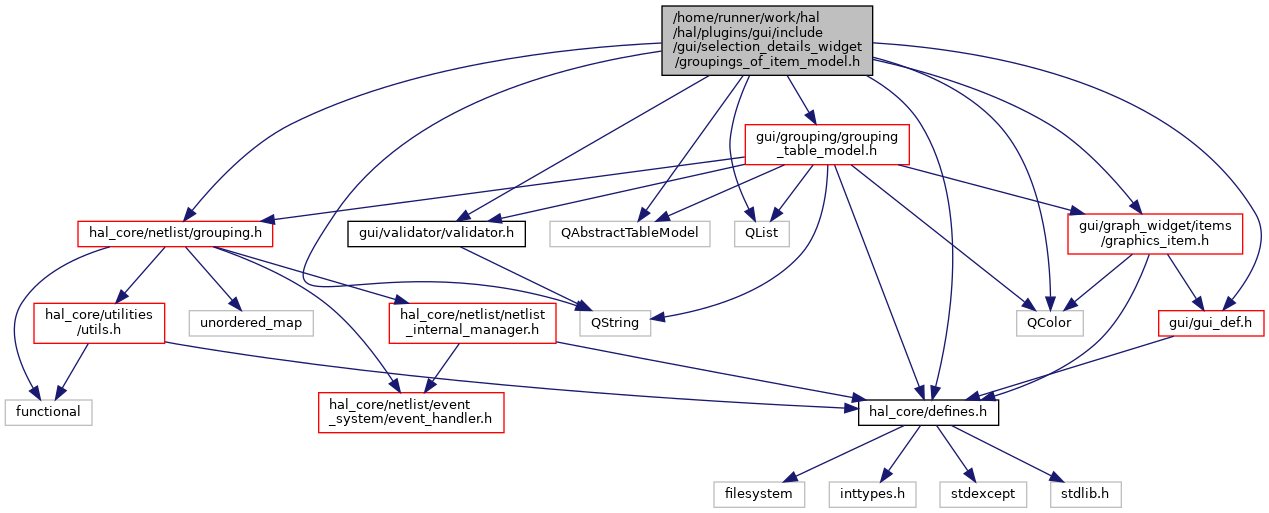 /home/runner/work/hal
/hal/plugins/gui/include
/gui/selection_details_widget
/groupings_of_item_model.h
gui/grouping/grouping
_table_model.h
hal_core/netlist/grouping.h
gui/validator/validator.h
QAbstractTableModel
QList
gui/graph_widget/items
/graphics_item.h
hal_core/utilities
/utils.h
unordered_map
hal_core/netlist/netlist
_internal_manager.h
QString
QColor
gui/gui_def.h
functional
hal_core/netlist/event
_system/event_handler.h
hal_core/defines.h
filesystem
inttypes.h
stdexcept
stdlib.h